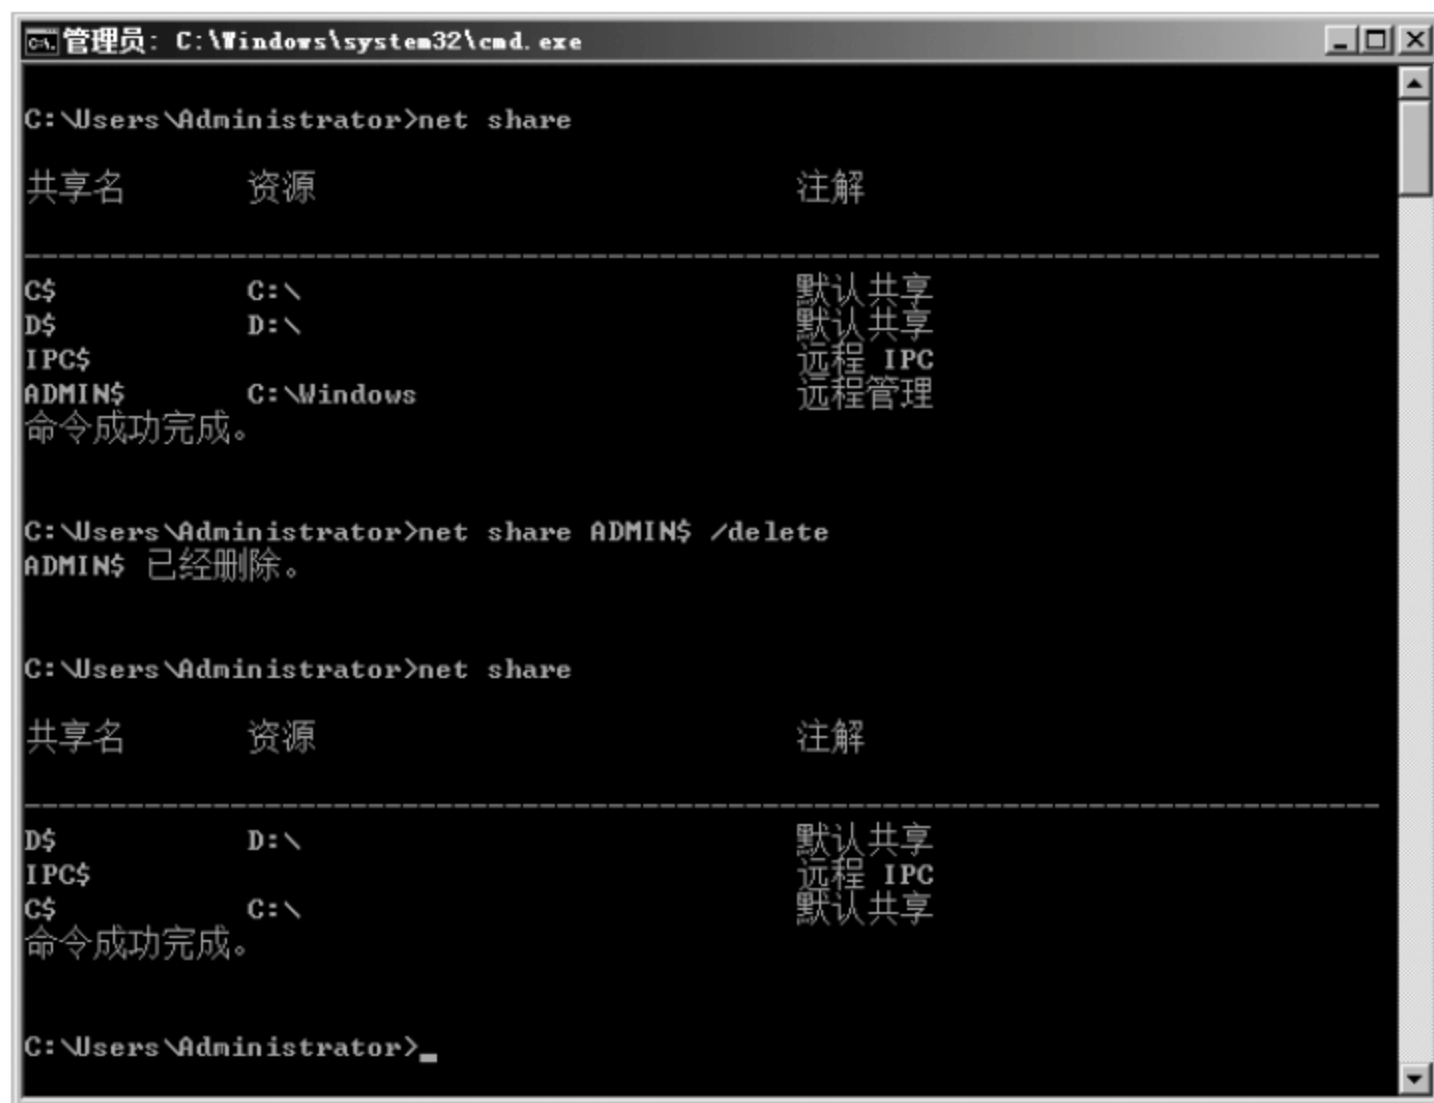 管理员: C:\Windows\system32\cmd.exe
C:\Users\Administrator>net share
共享名 资源 注解
-------------------------------------------------------------------------------
C$ C:\ 默认共享
D$ D:\ 默认共享
IPC$ 远程 IPC
ADMIN$ C:\Windows 远程管理
命令成功完成。
C:\Users\Administrator>net share ADMIN$ /delete
ADMIN$ 已经删除。
C:\Users\Administrator>net share
共享名 资源 注解
-------------------------------------------------------------------------------
D$ D:\ 默认共享
IPC$ 远程 IPC
C$ C:\ 默认共享
命令成功完成。
C:\Users\Administrator>_